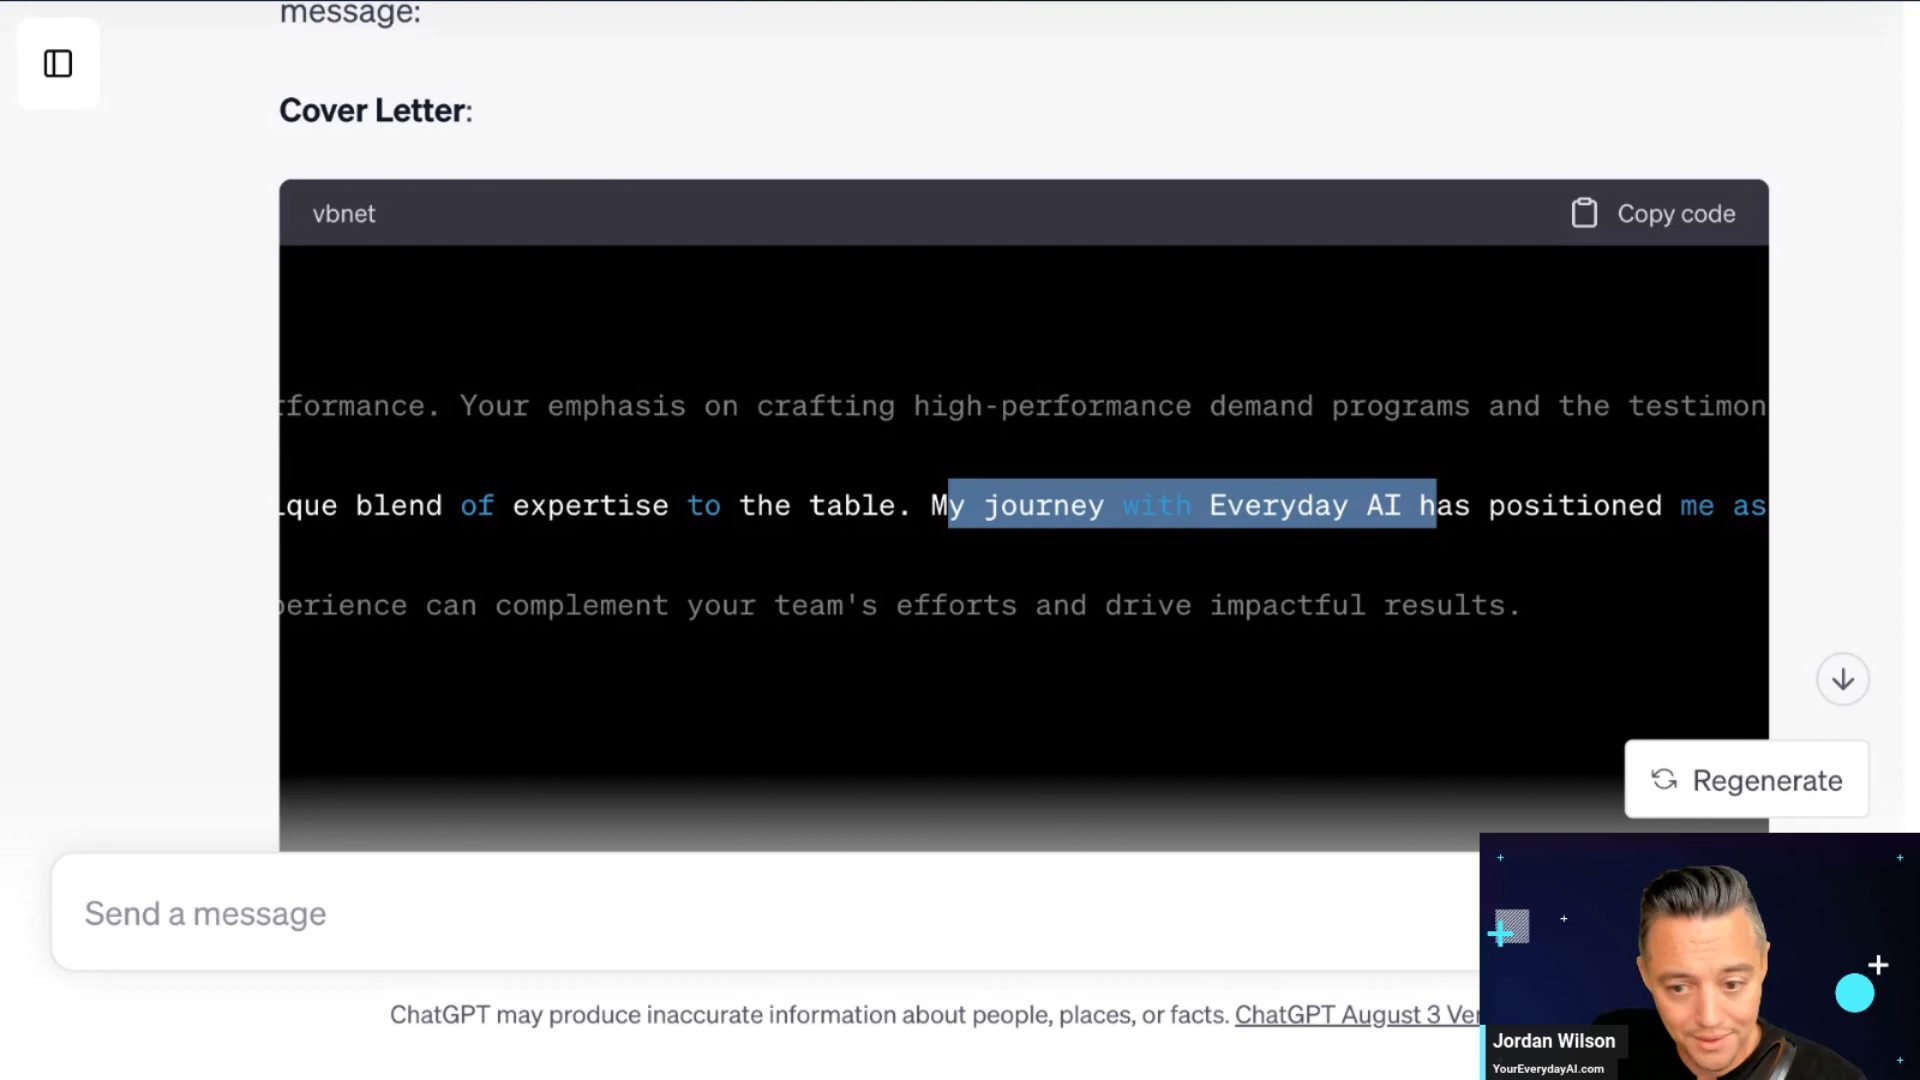 message:
Cover Letter:
vbnet
Copy code
rformance. Your emphasis on crafting high-performance demand programs and the testimon
ique blend of expertise to the table. My journey with Everyday AI has positioned me as
perience can complement your team's efforts and drive impactful results.
Regenerate
Send a message
ChatGPT may produce inaccurate information about people, places, or facts. ChatGPT August 3 Ver
Jordan Wilson
YourEverydayAI.com